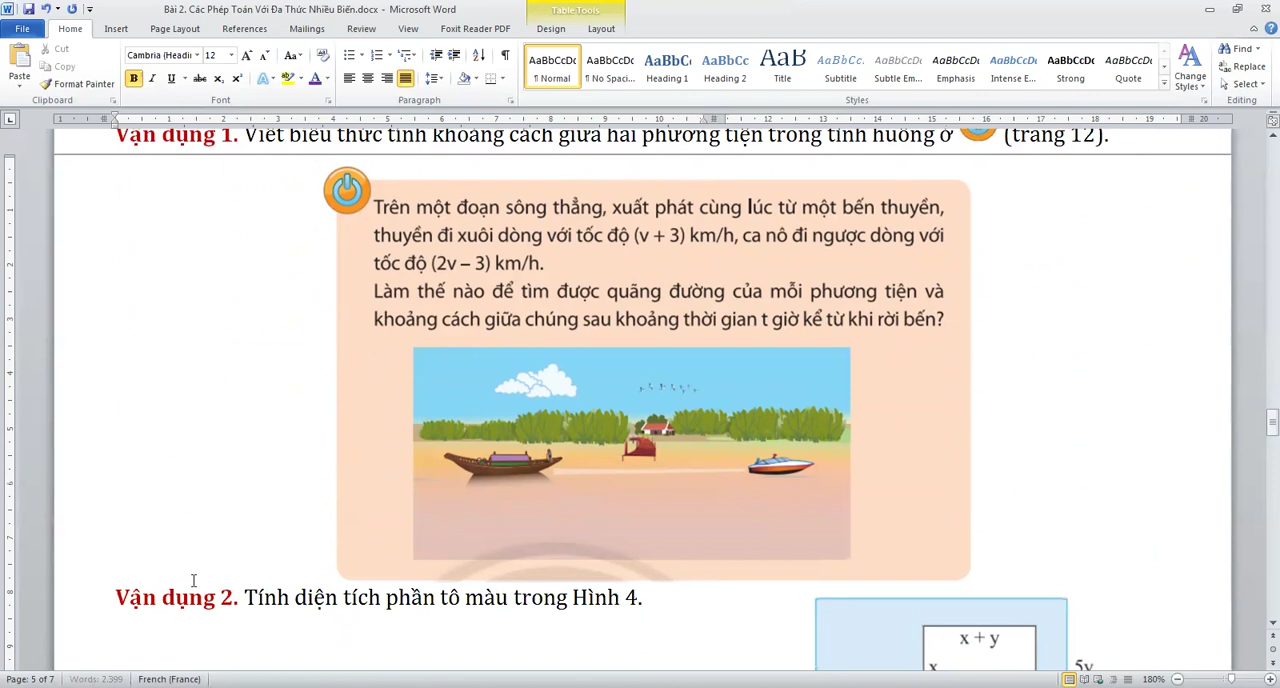 Bài 2. Các Phép Toán Với Đa Thức Nhiều Biến.docx - Microsoft Word
Table Tools
File Home Insert Page Layout References Mailings Review View Foxit Reader PDF Design Layout
Cut
Copy
Format Painter
Paste
Clipboard
Cambria (Headi 12
Font
Paragraph
AaBbCcDc AaBbCcDc AaBbC AaBbCc AaB AaBbCcL AaBbCcDc AaBbCcDc AaBbCcDc AaBbCcDc AaBbCcDc
¶ Normal ¶ No Spaci... Heading 1 Heading 2 Title Subtitle Subtle Em... Emphasis Intense E... Strong Quote
Styles
Change Styles
Find
Replace
Select
Editing
Vận dụng 1. Viết biểu thức tính khoảng cách giữa hai phương tiện trong tình huống ở (trang 12).
Trên một đoạn sông thẳng, xuất phát cùng lúc từ một bến thuyền,
thuyền đi xuôi dòng với tốc độ (v + 3) km/h, ca nô đi ngược dòng với
tốc độ (2v – 3) km/h.
Làm thế nào để tìm được quãng đường của mỗi phương tiện và
khoảng cách giữa chúng sau khoảng thời gian t giờ kể từ khi rời bến?
Vận dụng 2. Tính diện tích phần tô màu trong Hình 4.
x + y
x
5y
Page: 5 of 7 Words: 2.399 French (France) 180%